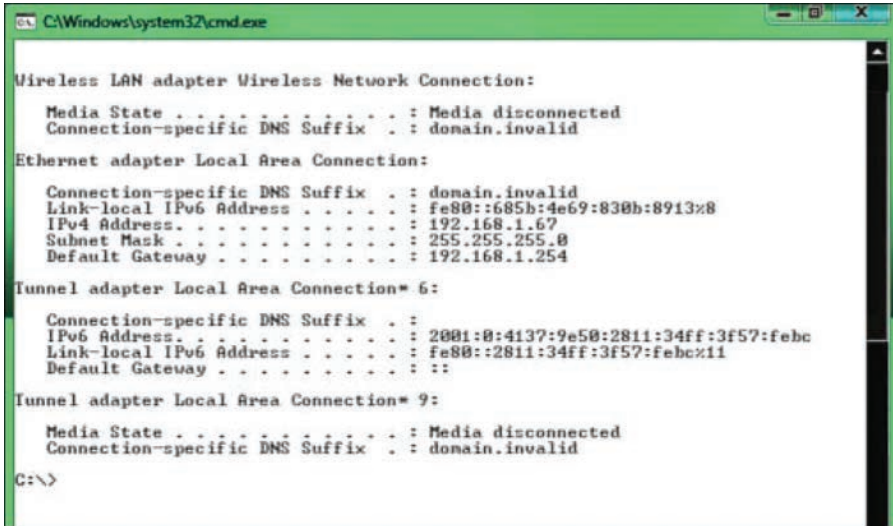 C:\Windows\system32\cmd.exe
Wireless LAN adapter Wireless Network Connection:
Media State . . . . . . . . . . . : Media disconnected
Connection-specific DNS Suffix . : domain.invalid
Ethernet adapter Local Area Connection:
Connection-specific DNS Suffix . : domain.invalid
Link-local IPv6 Address . . . . . : fe80::685b:4e69:830b:8913%8
IPv4 Address. . . . . . . . . . . : 192.168.1.67
Subnet Mask . . . . . . . . . . . : 255.255.255.0
Default Gateway . . . . . . . . . : 192.168.1.254
Tunnel adapter Local Area Connection* 6:
Connection-specific DNS Suffix . :
IPv6 Address. . . . . . . . . . . : 2001:0:4137:9e50:2811:34ff:3f57:febc
Link-local IPv6 Address . . . . . : fe80::2811:34ff:3f57:febc%11
Default Gateway . . . . . . . . . : ::
Tunnel adapter Local Area Connection* 9:
Media State . . . . . . . . . . . : Media disconnected
Connection-specific DNS Suffix . : domain.invalid
C:\>